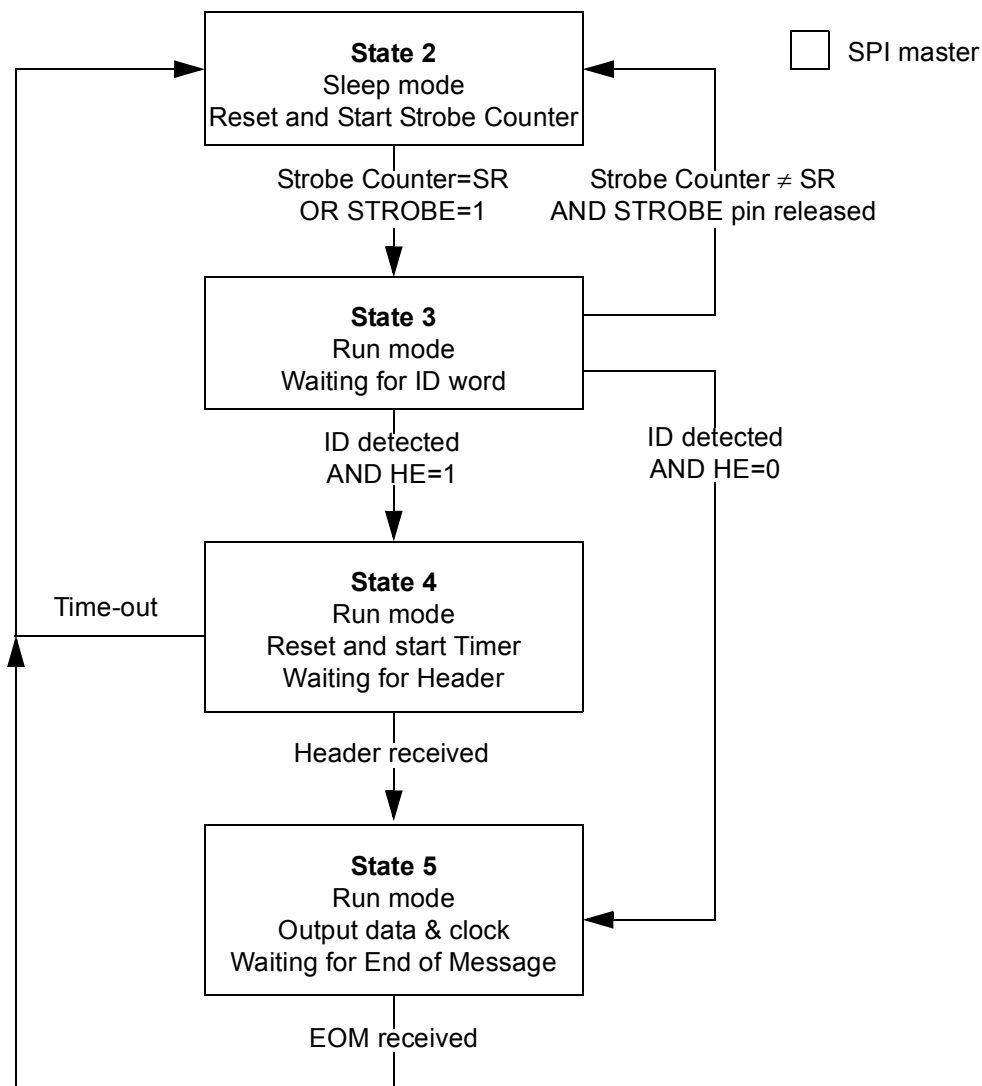 State 2
Sleep mode
Reset and Start Strobe Counter
SPI master
Strobe Counter=SR
OR STROBE=1
Strobe Counter ≠ SR
AND STROBE pin released
State 3
Run mode
Waiting for ID word
ID detected
AND HE=1
ID detected
AND HE=0
State 4
Run mode
Reset and start Timer
Waiting for Header
Time-out
Header received
State 5
Run mode
Output data & clock
Waiting for End of Message
EOM received